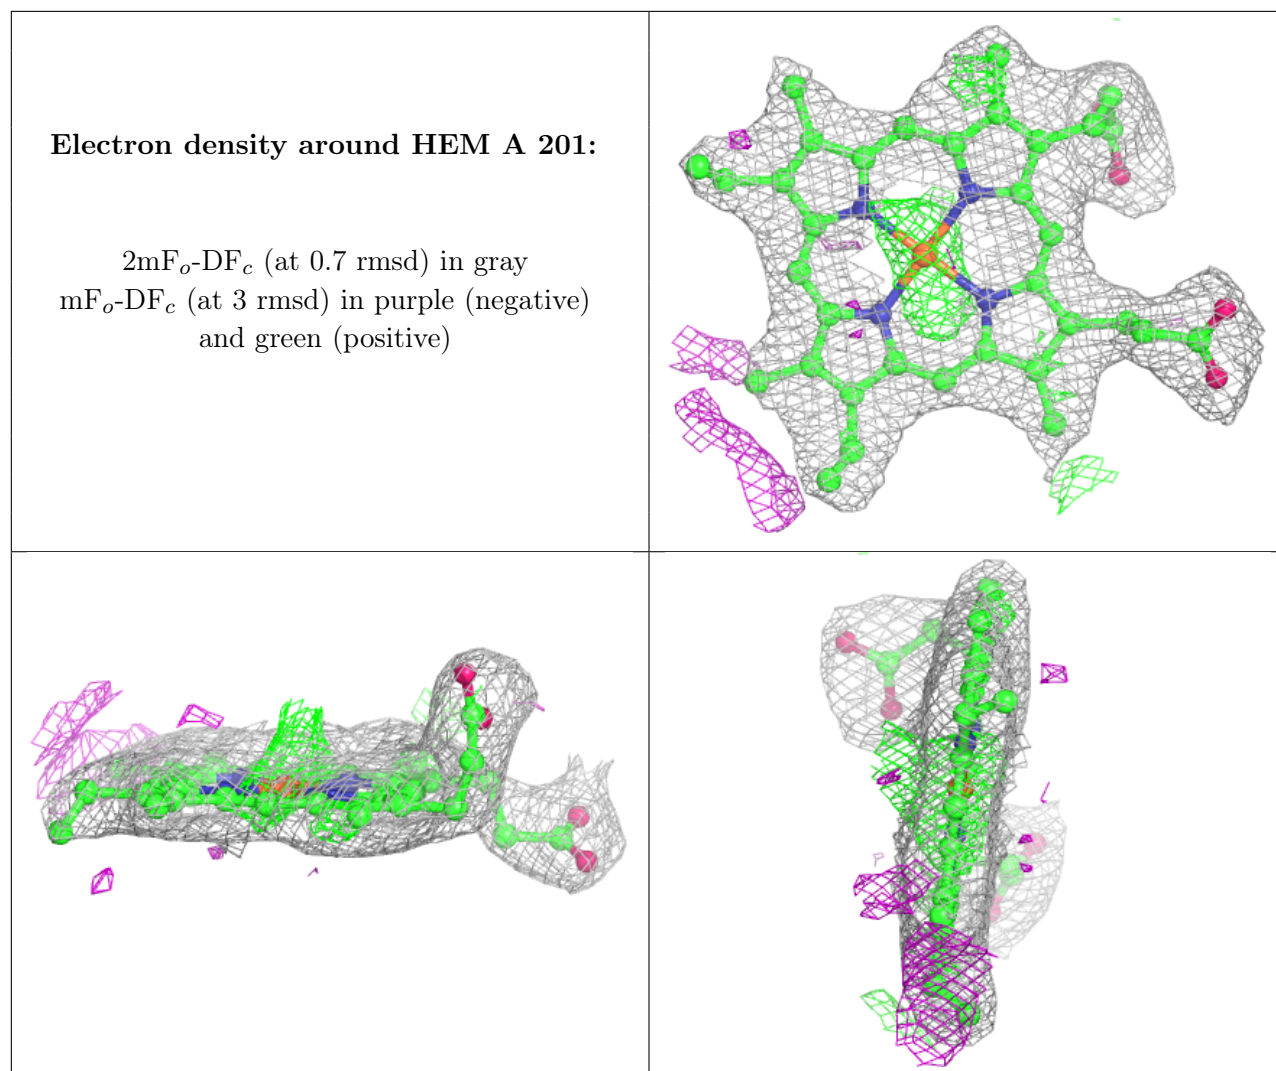 Electron density around HEM A 201:
2mFo-DFc (at 0.7 rmsd) in gray
mFo-DFc (at 3 rmsd) in purple (negative)
and green (positive)